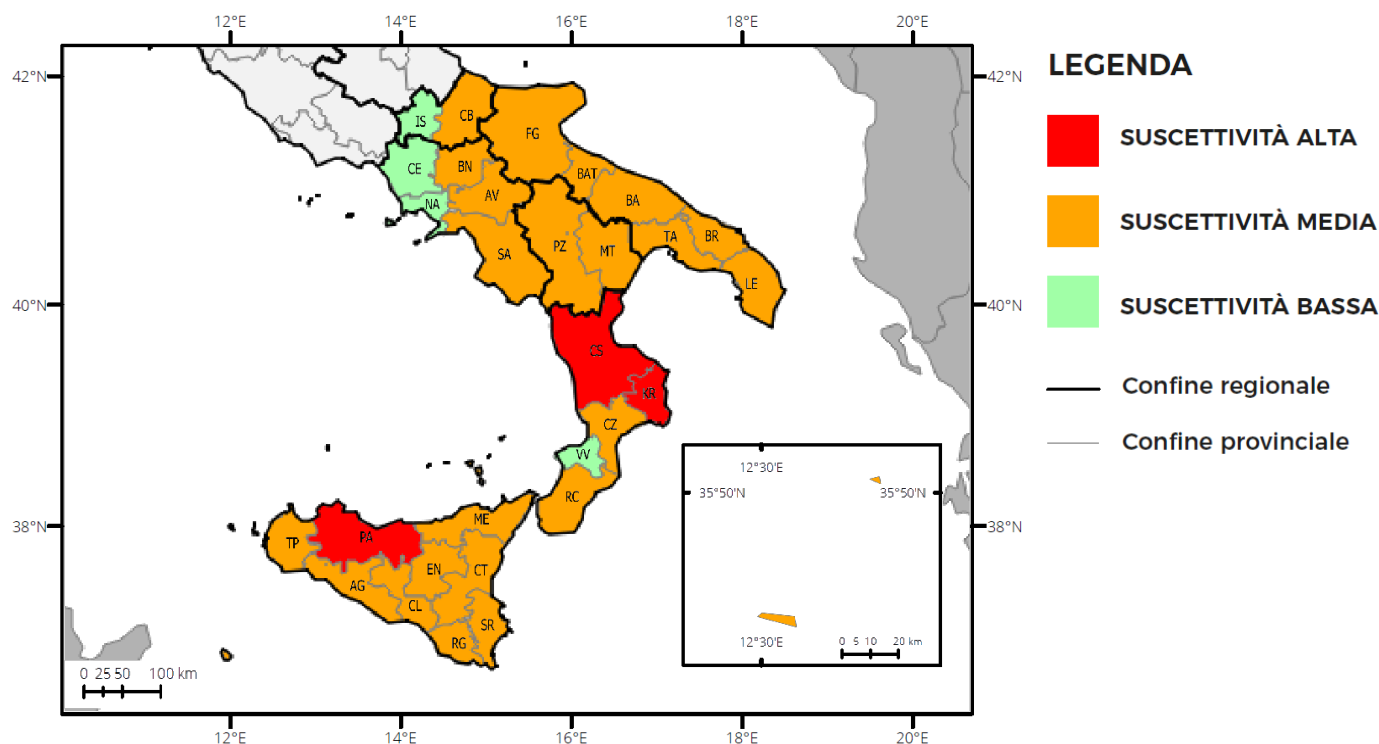 12°E 14°E 16°E 18°E 20°E
42°N 42°N
LEGENDA
SUSCETTIVITÀ ALTA
SUSCETTIVITÀ MEDIA
SUSCETTIVITÀ BASSA
Confine regionale
Confine provinciale
IS CB FG
CE BN BAT
NA AV BA
SA PZ MT TA BR
LE
40°N 40°N
CS
KR
CZ
VV
RC
38°N 38°N
ME
TP PA
AG EN CT
CL
RG SR
12°30'E
35°50'N 35°50'N
12°30'E
0 5 10 20 km
0 25 50 100 km
12°E 14°E 16°E 18°E 20°E